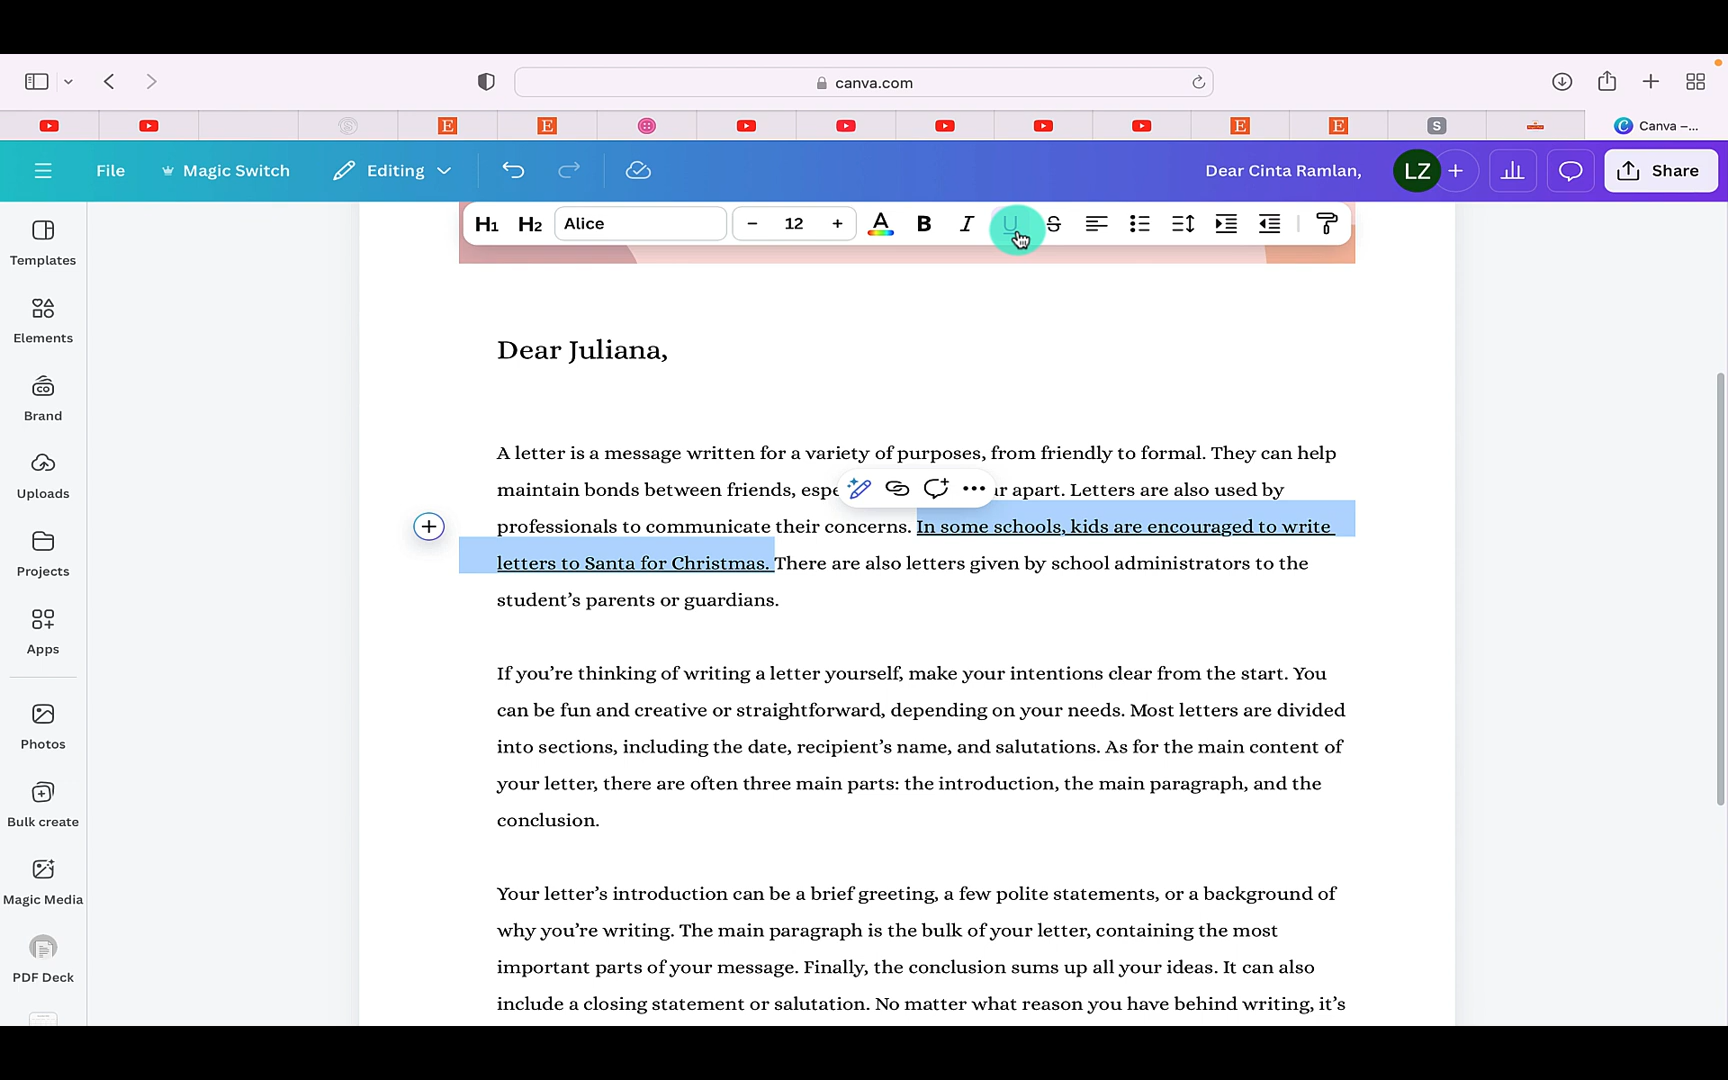 canva.com
S
E
E
E
E
S
C
Canva –...
File
Magic Switch
Editing
Dear Cinta Ramlan,
LZ
Share
H1
H2
Alice
12
A
B
I
U
S
Templates
Elements
Brand
Uploads
Projects
Apps
Photos
Bulk create
Magic Media
PDF Deck
Dear Juliana,
A letter is a message written for a variety of purposes, from friendly to formal. They can help
maintain bonds between friends, ar apart. Letters are also used by
professionals to communicate their concerns. In some schools, kids are encouraged to write
letters to Santa for Christmas. There are also letters given by school administrators to the
student’s parents or guardians.
If you’re thinking of writing a letter yourself, make your intentions clear from the start. You
can be fun and creative or straightforward, depending on your needs. Most letters are divided
into sections, including the date, recipient’s name, and salutations. As for the main content of
your letter, there are often three main parts: the introduction, the main paragraph, and the
conclusion.
Your letter’s introduction can be a brief greeting, a few polite statements, or a background of
why you’re writing. The main paragraph is the bulk of your letter, containing the most
important parts of your message. Finally, the conclusion sums up all your ideas. It can also
include a closing statement or salutation. No matter what reason you have behind writing, it’s